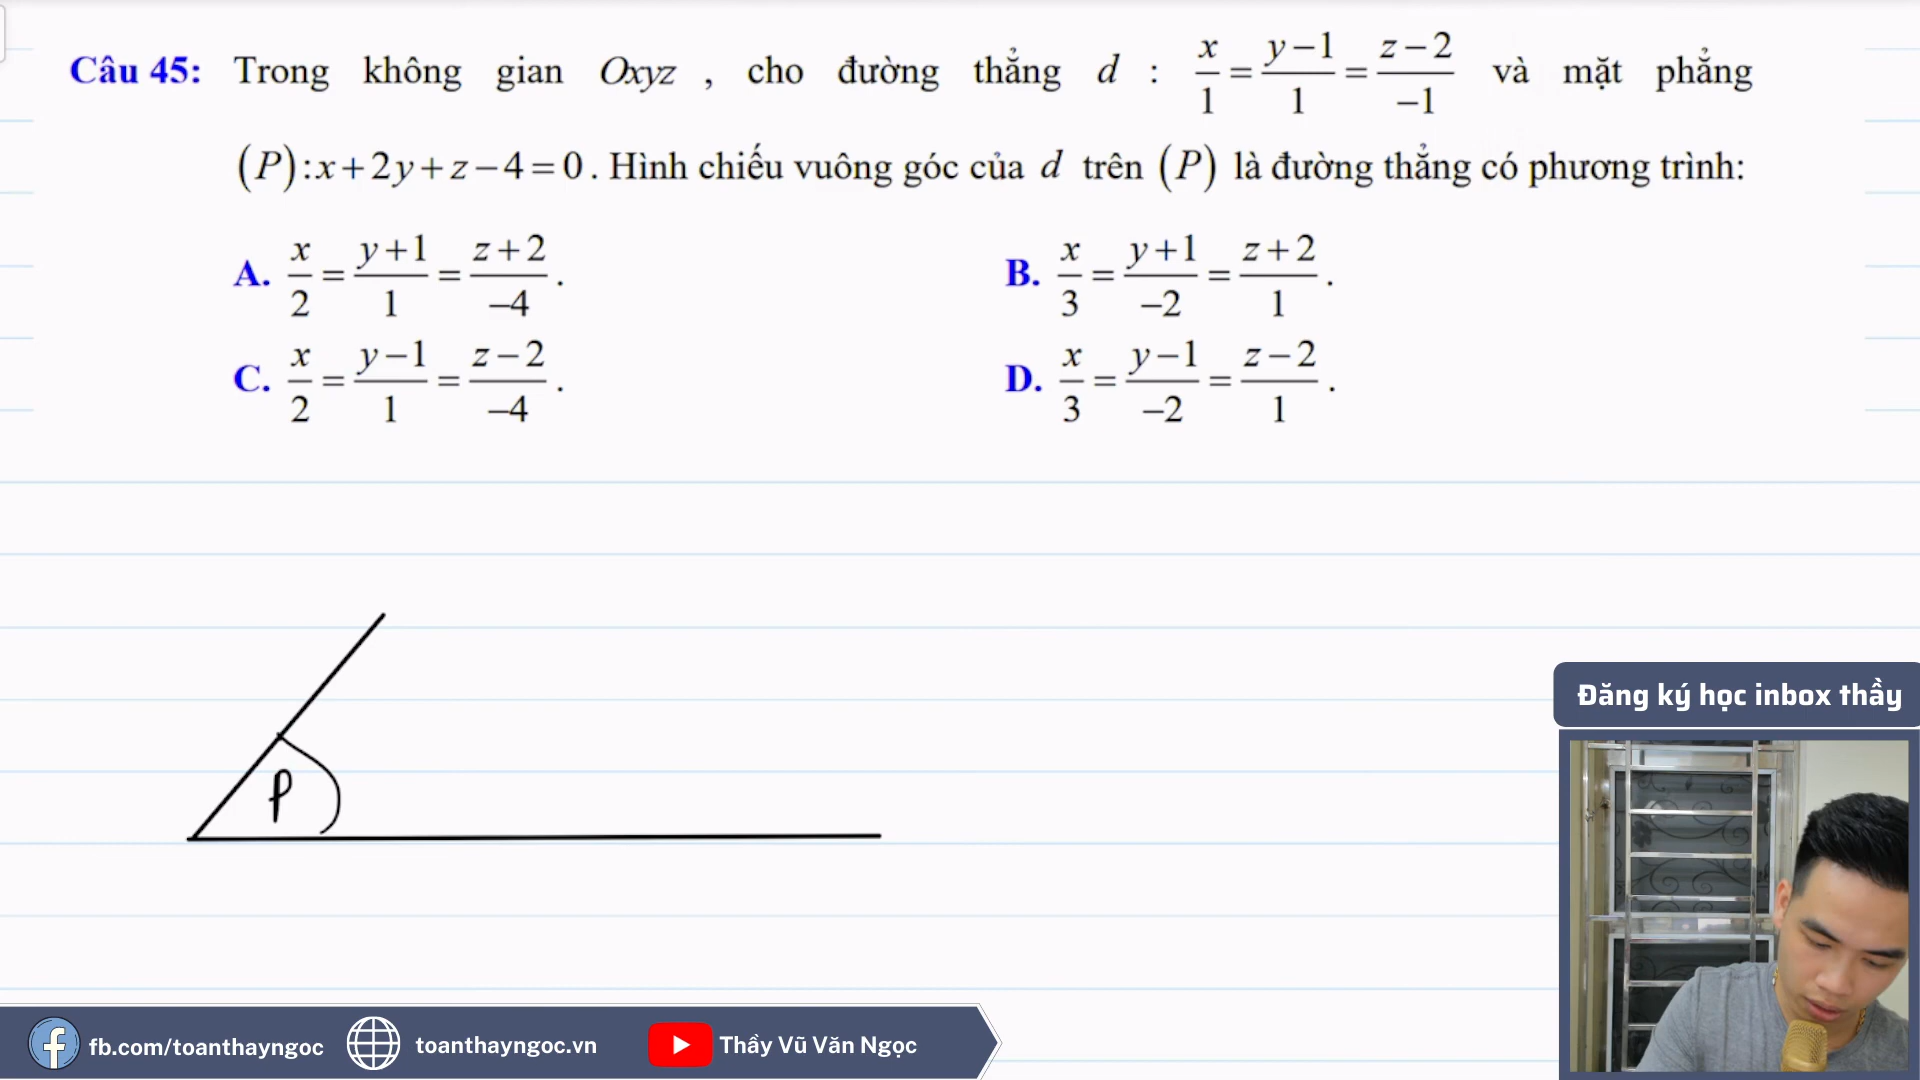 Câu 45: Trong không gian Oxyz , cho đường thẳng d : x/1 = (y−1)/1 = (z−2)/−1 và mặt phẳng
(P): x+2y+z−4=0. Hình chiếu vuông góc của d trên (P) là đường thẳng có phương trình:
A. x/2 = (y+1)/1 = (z+2)/−4 .
B. x/3 = (y+1)/−2 = (z+2)/1 .
C. x/2 = (y−1)/1 = (z−2)/−4 .
D. x/3 = (y−1)/−2 = (z−2)/1 .
P
Đăng ký học inbox thầy
fb.com/toanthayngoc
toanthayngoc.vn
Thầy Vũ Văn Ngọc